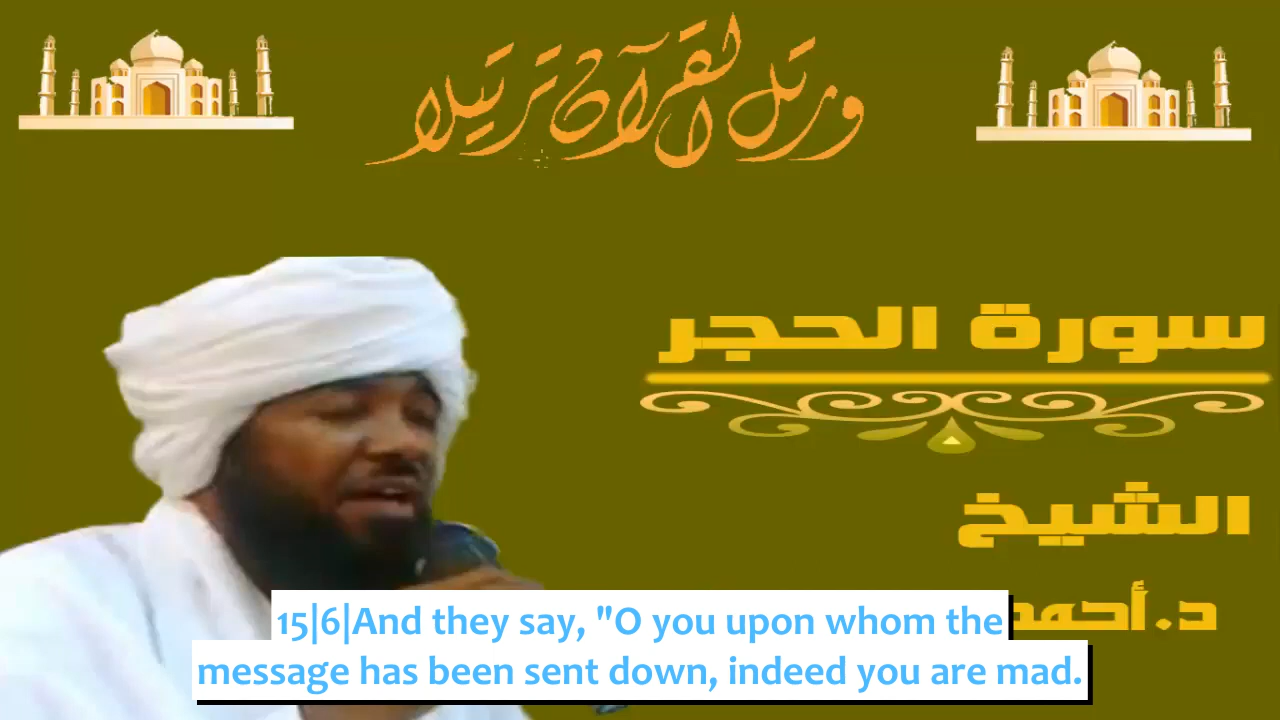 ورتل القرآن ترتيلا
سورة الحجر
الشيخ
د.أحمد
15|6|And they say, "O you upon whom the
message has been sent down, indeed you are mad.